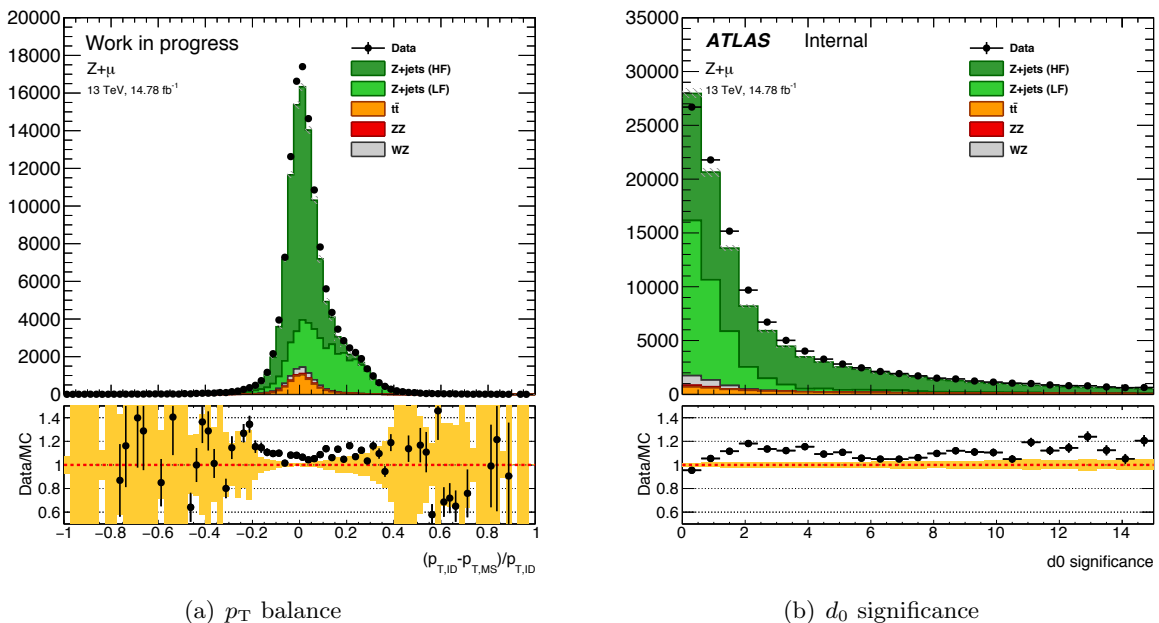 20000
18000
16000
14000
12000
10000
8000
6000
4000
2000
0
Work in progress
Z+μ
13 TeV, 14.78 fb⁻¹
Data
Z+jets (HF)
Z+jets (LF)
tt̄
ZZ
WZ
Data/MC
1.4
1.2
1
0.8
0.6
−1 −0.8 −0.6 −0.4 −0.2 0 0.2 0.4 0.6 0.8 1
(p_T,ID-p_T,MS)/p_T,ID
(a) p_T balance
35000
30000
25000
20000
15000
10000
5000
0
ATLAS Internal
Z+μ
13 TeV, 14.78 fb⁻¹
Data
Z+jets (HF)
Z+jets (LF)
tt̄
ZZ
WZ
Data/MC
1.4
1.2
1
0.8
0.6
0 2 4 6 8 10 12 14
d0 significance
(b) d₀ significance